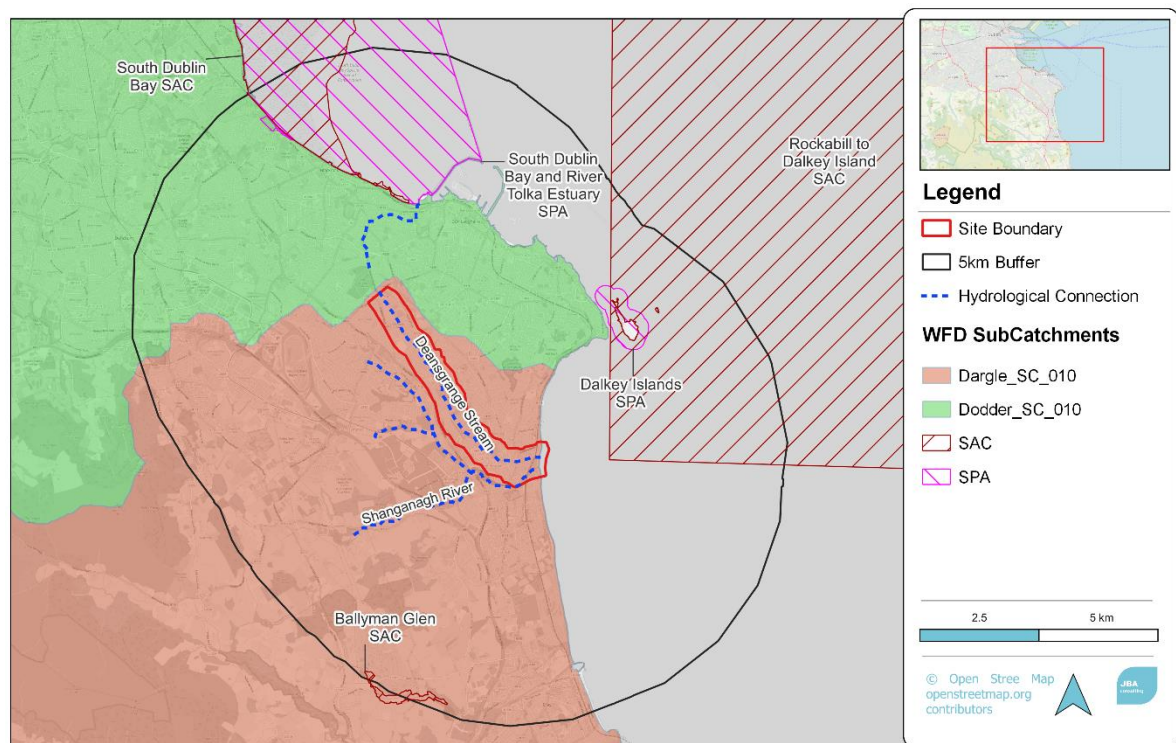 South Dublin
Bay SAC
South Dublin
Bay and River
Tolka Estuary
SPA
Rockabill to
Dalkey Island
SAC
Dalkey Islands
SPA
Deansgrange Stream
Shanganagh River
Ballyman Glen
SAC
Legend
Site Boundary
5km Buffer
Hydrological Connection
WFD SubCatchments
Dargle_SC_010
Dodder_SC_010
SAC
SPA
2.5 5 km
© Open Stree Map
openstreetmap.org
contributors
JBA
consulting